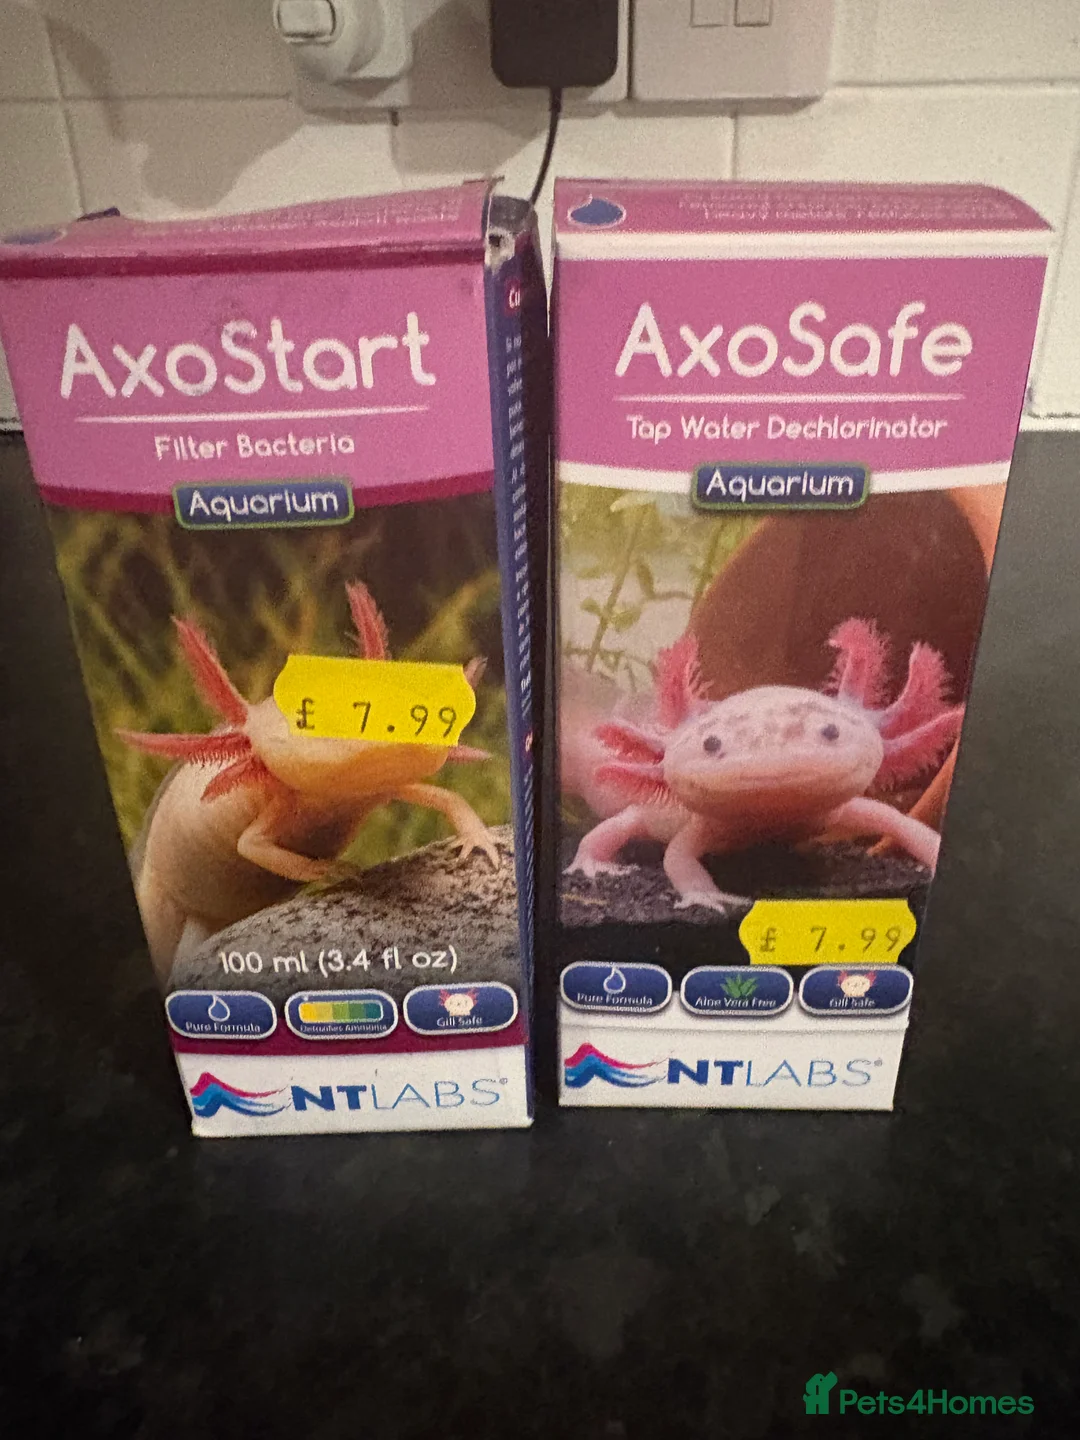 AxoStart
Filter Bacteria
Aquarium
£ 7.99
100 ml (3.4 fl oz)
Pure Formula
Detoxifies Ammonia
Gill Safe
NTLABS
AxoSafe
Tap Water Dechlorinator
Aquarium
£ 7.99
Pure Formula
Aloe Vera Free
Gill Safe
NTLABS
Pets4Homes